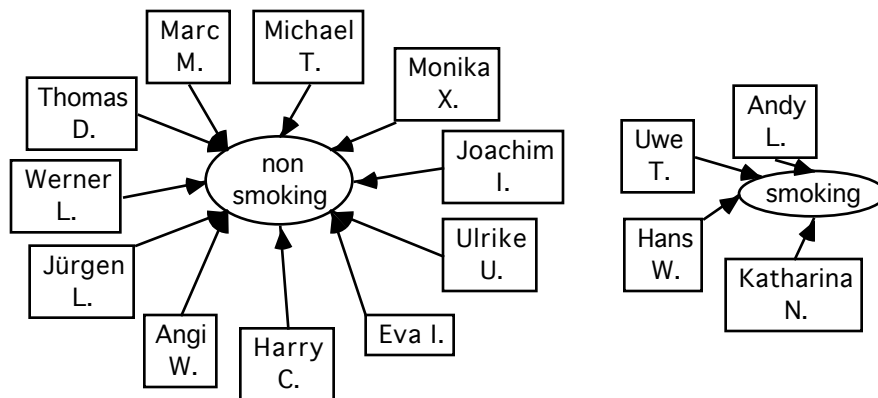 Marc
M.
Michael
T.
Monika
X.
Thomas
D.
Joachim
I.
non
smoking
Werner
L.
Ulrike
U.
Jürgen
L.
Angi
W.
Harry
C.
Eva I.
Andy
L.
Uwe
T.
smoking
Hans
W.
Katharina
N.